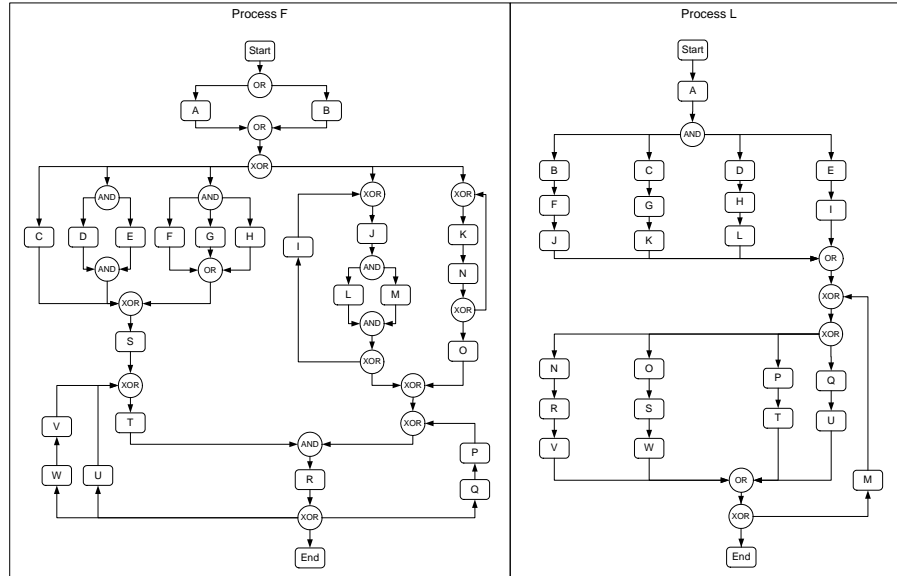 Process F
Process L
Start
OR
A
B
OR
XOR
AND
AND
XOR
XOR
C
D
E
F
G
H
I
J
K
AND
OR
AND
L
M
N
XOR
AND
XOR
S
XOR
O
XOR
XOR
V
T
XOR
AND
W
U
R
P
Q
XOR
End
Start
A
AND
B
C
D
E
F
G
H
I
J
K
L
OR
XOR
XOR
N
O
P
Q
R
S
T
U
V
W
OR
M
XOR
End